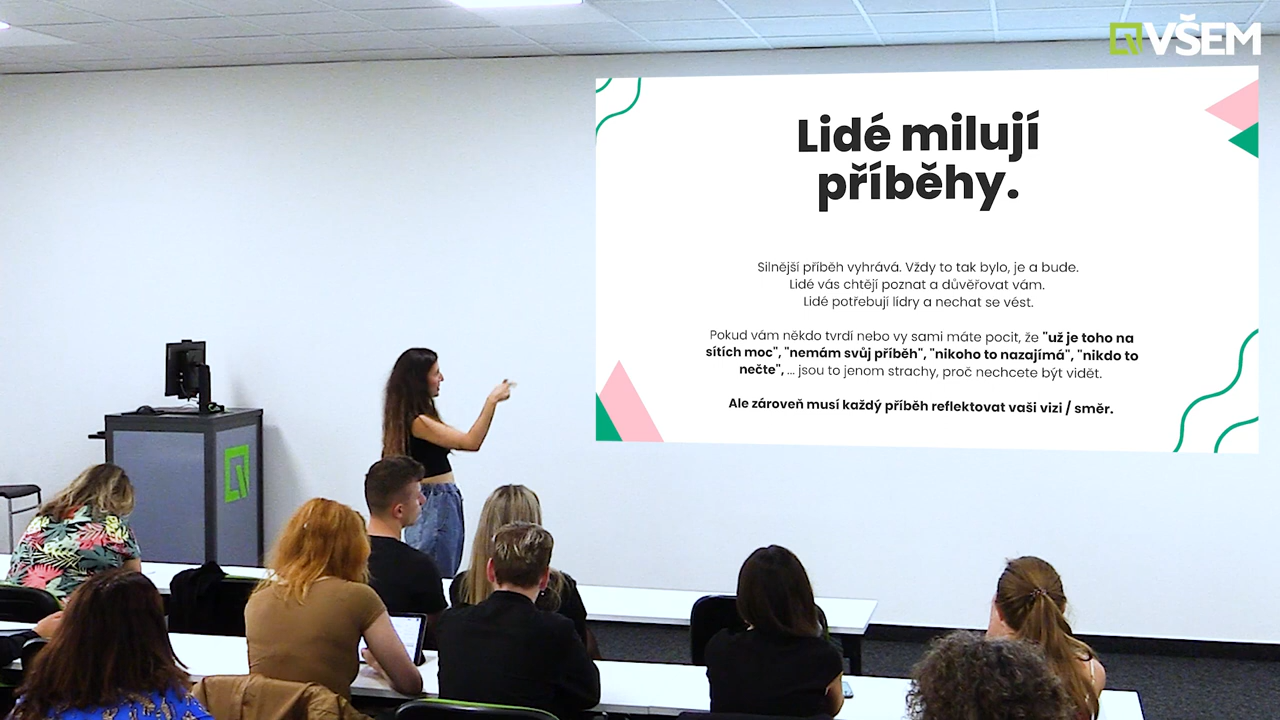 VŠEM
Lidé milují
příběhy.
Silnější příběh vyhrává. Vždy to tak bylo, je a bude.
Lidé vás chtějí poznat a důvěřovat vám.
Lidé potřebují lídry a nechat se vést.
Pokud vám někdo tvrdí nebo vy sami máte pocit, že "už je toho na
sítích moc", "nemám svůj příběh", "nikoho to nazajímá", "nikdo to
nečte", ... jsou to jenom strachy, proč nechcete být vidět.
Ale zároveň musí každý příběh reflektovat vaši vizi / směr.